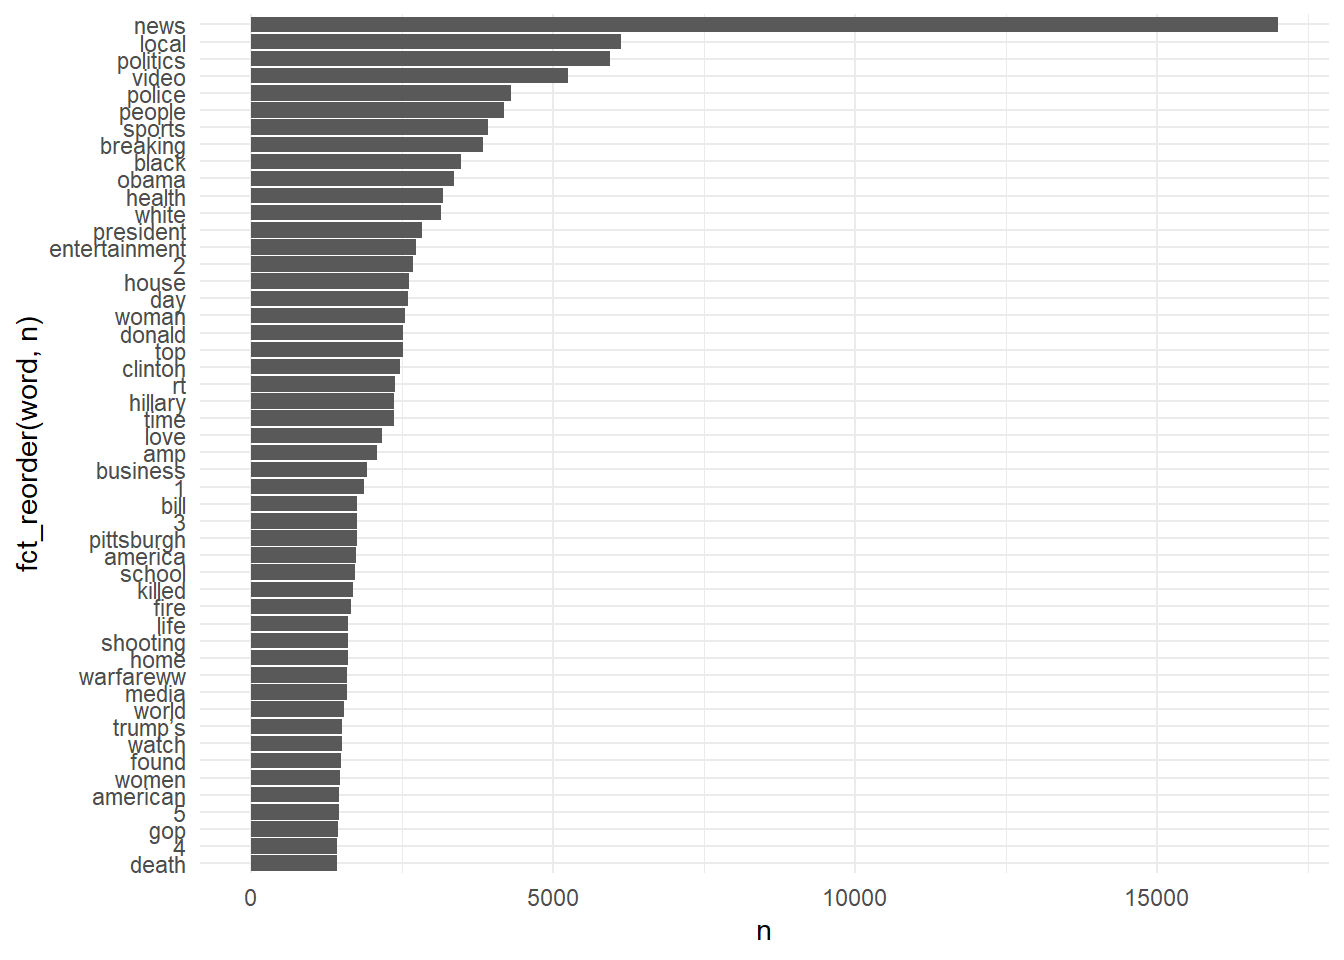 news
local
politics
video
police
people
sports
breaking
black
obama
health
white
president
entertainment
2
house
day
woman
donald
top
clinton
rt
hillary
time
love
amp
business
1
bill
3
pittsburgh
america
school
killed
fire
life
shooting
home
warfareww
media
world
trump's
watch
found
women
american
5
gop
4
death
fct_reorder(word, n)
0 5000 10000 15000
n